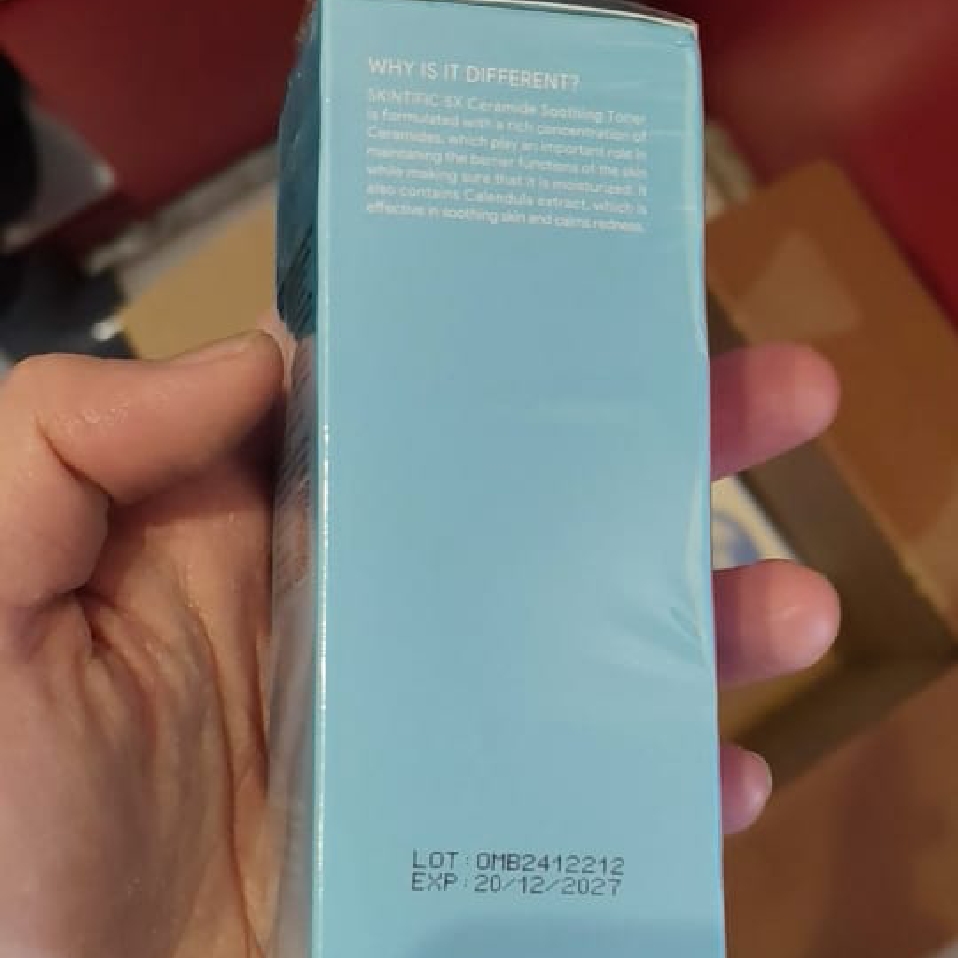 WHY IS IT DIFFERENT?
SKINTIFIC 5X Ceramide Soothing Toner
is formulated with a rich concentration of
Ceramides, which play an important role in
maintaining the barrier functions of the skin
while making sure that it is moisturized. It
also contains Calendula extract, which is
effective in soothing skin and calms redness.
LOT : OMB2412212
EXP : 20/12/2027